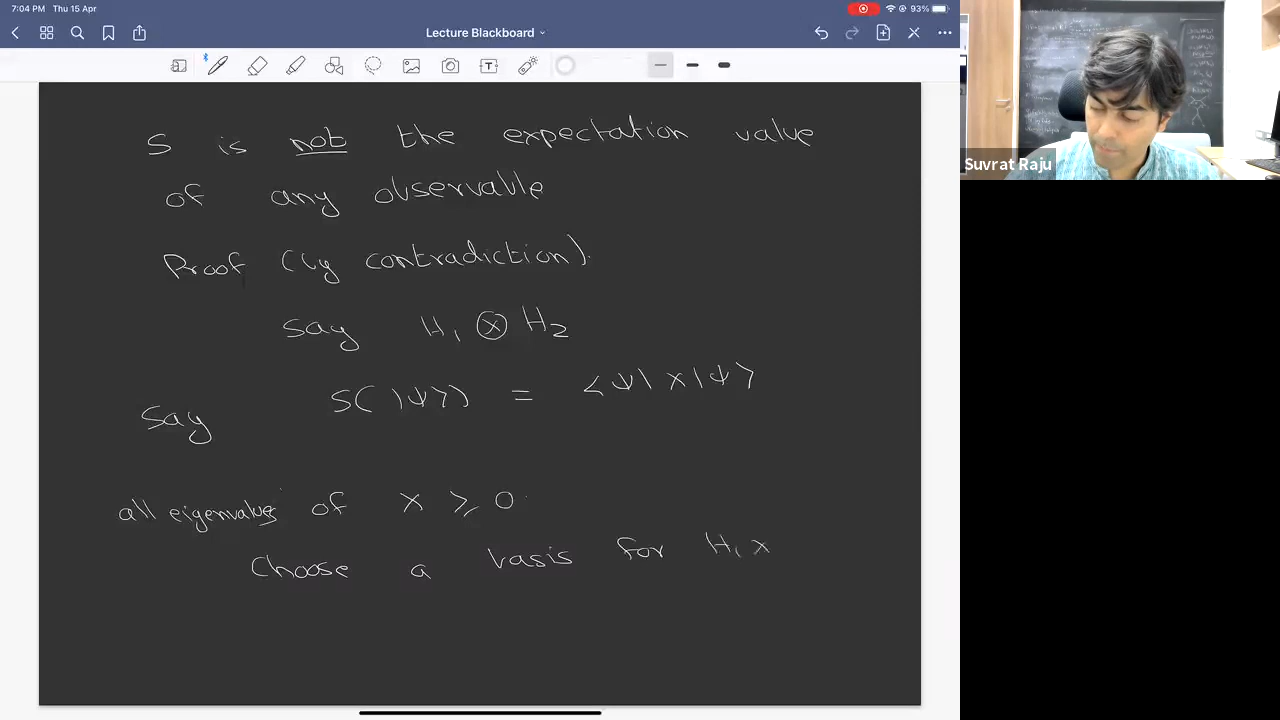 7:04 PM Thu 15 Apr
93%
Lecture Blackboard
S is not the expectation value
of any observable
Proof (by contradiction).
say H₁ ⊗ H₂
Say S(|ψ⟩) = ⟨ψ|X|ψ⟩
all eigenvalues of X ≥ 0.
Choose a basis for H₁ x
Suvrat Raju